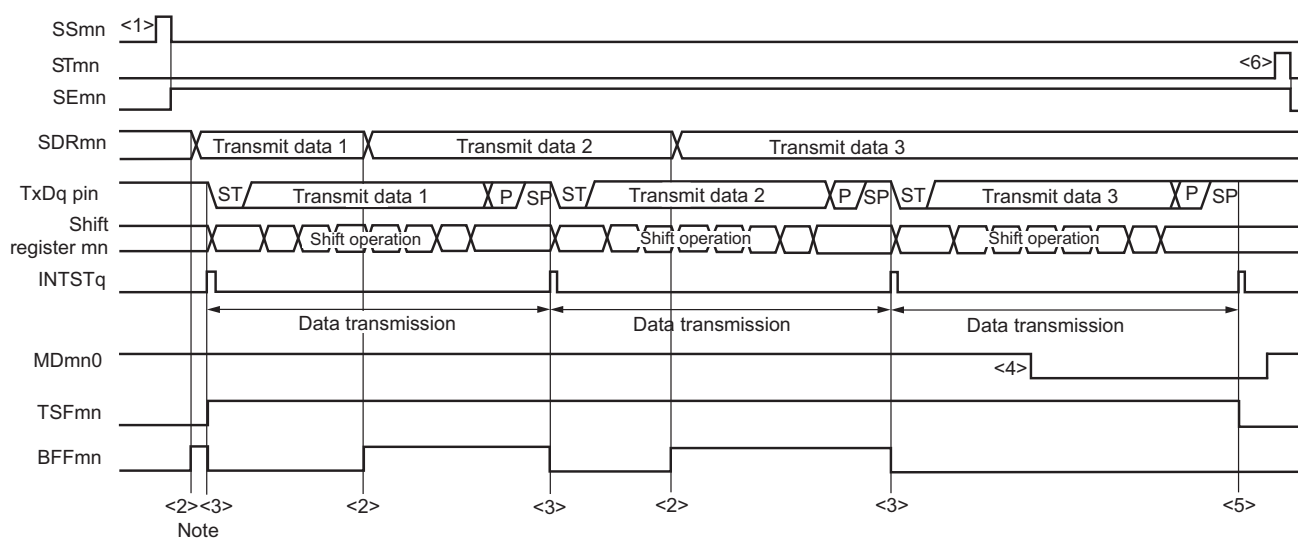 SSmn <1>
STmn <6>
SEmn
SDRmn Transmit data 1 Transmit data 2 Transmit data 3
TxDq pin ST Transmit data 1 P SP ST Transmit data 2 P SP ST Transmit data 3 P SP
Shift
register mn Shift operation Shift operation Shift operation
INTSTq
Data transmission Data transmission Data transmission
MDmn0 <4>
TSFmn
BFFmn
<2> <3> <2> <3> <2> <3> <5>
Note